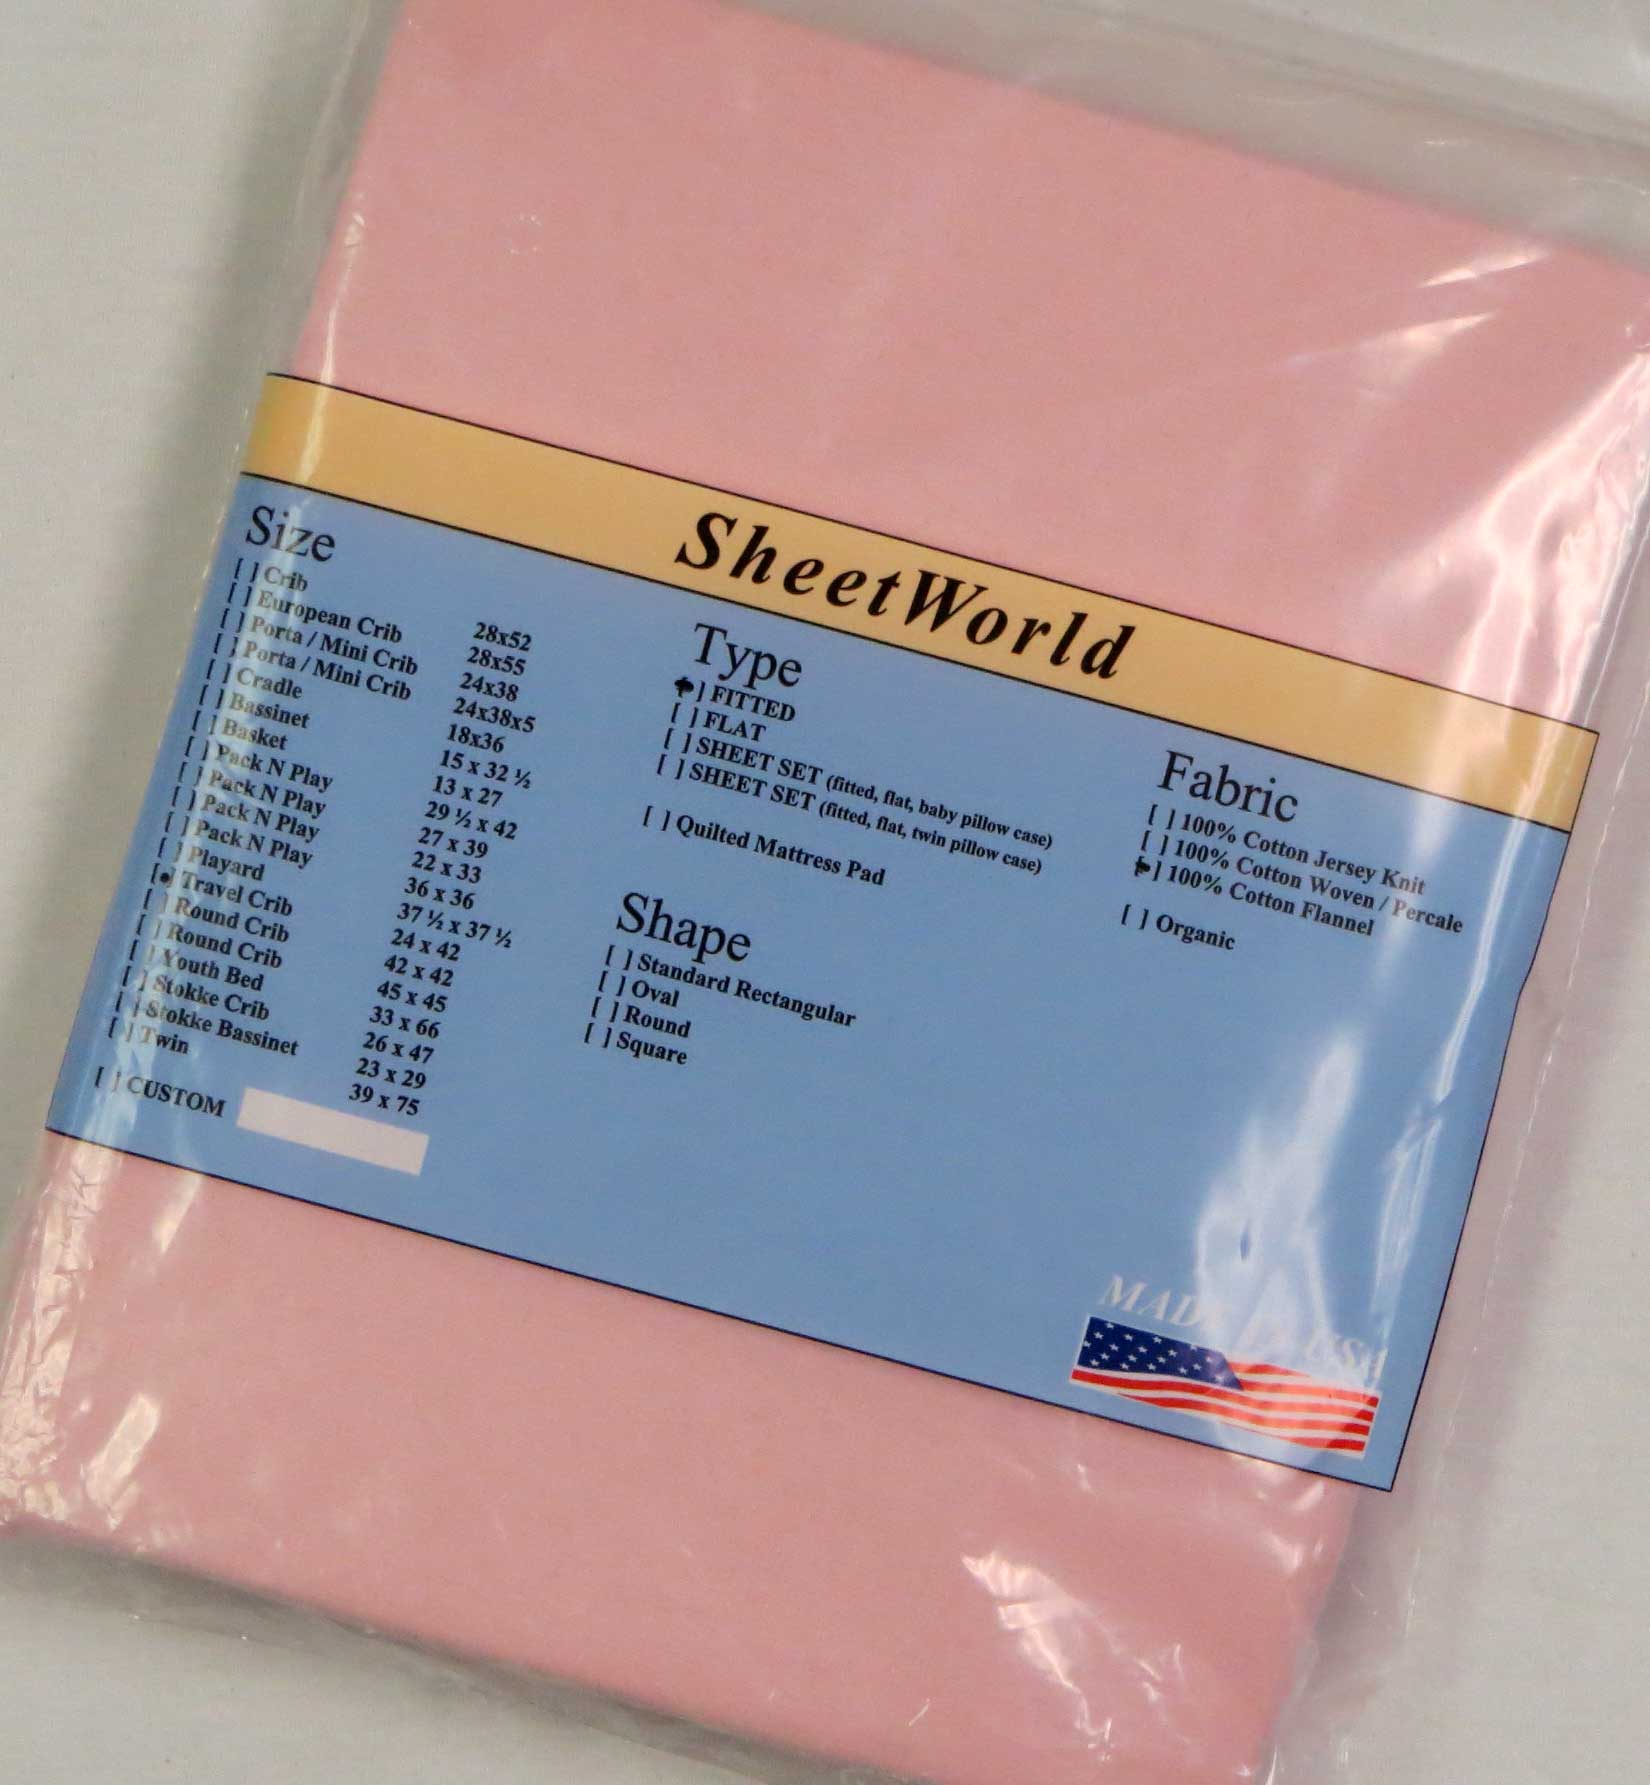 SheetWorld
Size
[ ] Crib 28x52
[ ] European Crib 28x55
[ ] Porta / Mini Crib 24x38
[ ] Porta / Mini Crib 24x38x5
[ ] Cradle 18x36
[ ] Bassinet 15 x 32 ½
[ ] Basket 13 x 27
[ ] Pack N Play 29 ½ x 42
[ ] Pack N Play 27 x 39
[ ] Pack N Play 22 x 33
[ ] Pack N Play 36 x 36
[ ] Playard 37 ½ x 37 ½
[•] Travel Crib 24 x 42
[ ] Round Crib 42 x 42
[ ] Round Crib 45 x 45
[ ] Youth Bed 33 x 66
[ ] Stokke Crib 26 x 47
[ ] Stokke Bassinet 23 x 29
[ ] Twin 39 x 75
[ ] CUSTOM
Type
[•] FITTED
[ ] FLAT
[ ] SHEET SET (fitted, flat, baby pillow case)
[ ] SHEET SET (fitted, flat, twin pillow case)
[ ] Quilted Mattress Pad
Shape
[ ] Standard Rectangular
[ ] Oval
[ ] Round
[ ] Square
Fabric
[ ] 100% Cotton Jersey Knit
[ ] 100% Cotton Woven / Percale
[•] 100% Cotton Flannel
[ ] Organic
MADE IN USA